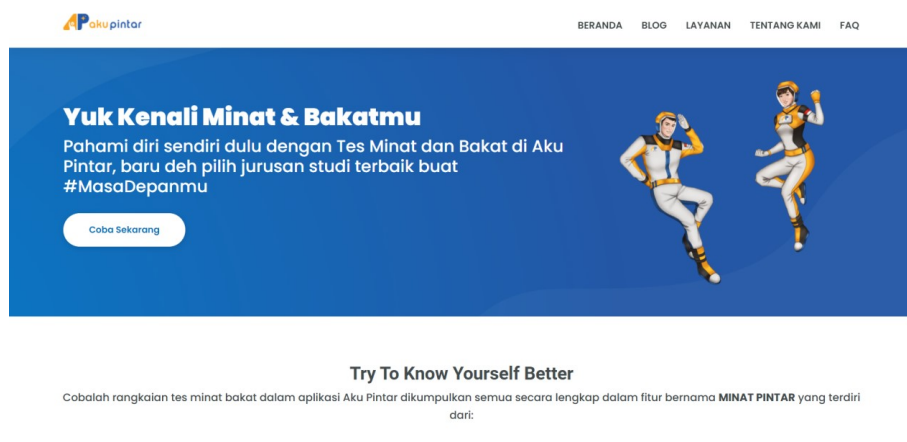 AP akupintar
BERANDA BLOG LAYANAN TENTANG KAMI FAQ
Yuk Kenali Minat & Bakatmu
Pahami diri sendiri dulu dengan Tes Minat dan Bakat di Aku
Pintar, baru deh pilih jurusan studi terbaik buat
#MasaDepanmu
Coba Sekarang
Try To Know Yourself Better
Cobalah rangkaian tes minat bakat dalam aplikasi Aku Pintar dikumpulkan semua secara lengkap dalam fitur bernama MINAT PINTAR yang terdiri
dari: